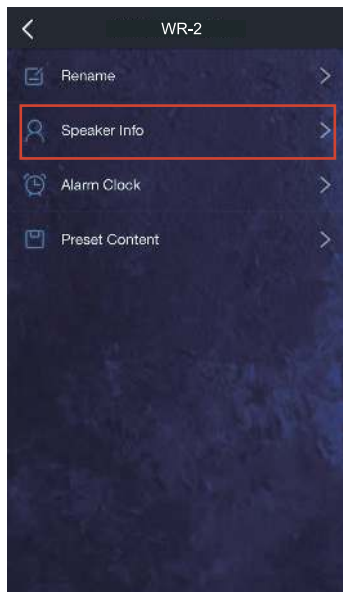 WR-2
Rename
Speaker Info
Alarm Clock
Preset Content